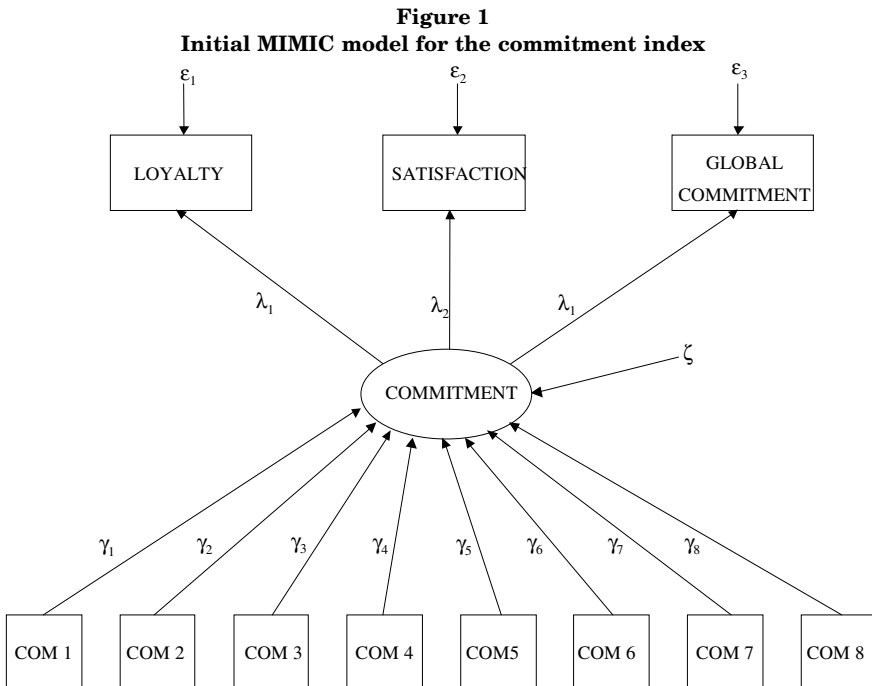 Figure 1
Initial MIMIC model for the commitment index
ε₁ ε₂ ε₃
LOYALTY SATISFACTION GLOBAL COMMITMENT
λ₁ λ₂ λ₁
ζ
COMMITMENT
γ₁ γ₂ γ₃ γ₄ γ₅ γ₆ γ₇ γ₈
COM 1 COM 2 COM 3 COM 4 COM5 COM 6 COM 7 COM 8